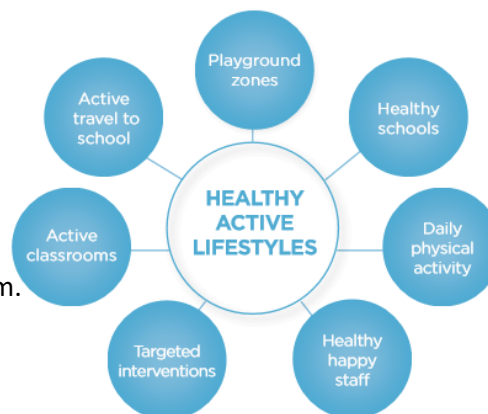 Playground
zones
Active
travel to
school
Healthy
schools
HEALTHY
ACTIVE
LIFESTYLES
Active
classrooms
Daily
physical
activity
m.
Targeted
interventions
Healthy
happy
staff